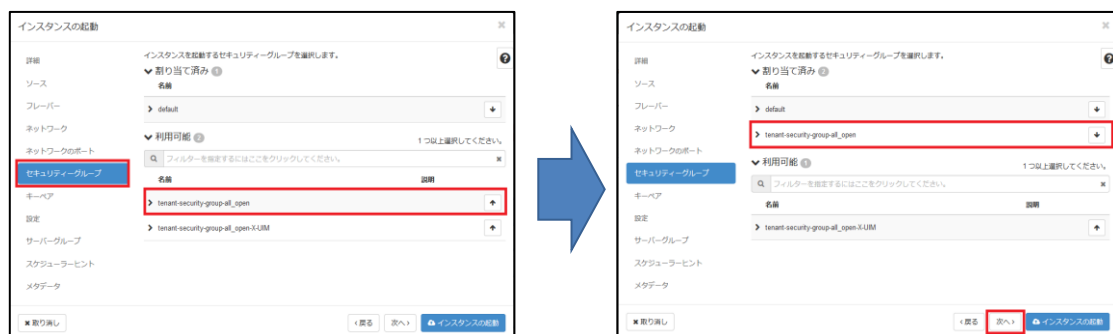 インスタンスの起動
詳細
ソース
フレーバー
ネットワーク
ネットワークのポート
セキュリティーグループ
キーペア
設定
サーバーグループ
スケジューラーヒント
メタデータ
インスタンスを起動するセキュリティーグループを選択します。
割り当て済み 1
名前
default
利用可能 2
1つ以上選択してください。
フィルターを指定するにはここをクリックしてください。
名前 説明
tenant-security-group-all_open
tenant-security-group-all_open-X-UIM
✖ 取り消し
‹ 戻る
次へ ›
インスタンスの起動
インスタンスの起動
詳細
ソース
フレーバー
ネットワーク
ネットワークのポート
セキュリティーグループ
キーペア
設定
サーバーグループ
スケジューラーヒント
メタデータ
インスタンスを起動するセキュリティーグループを選択します。
割り当て済み 2
名前
default
tenant-security-group-all_open
利用可能 1
1つ以上選択してください。
フィルターを指定するにはここをクリックしてください。
名前 説明
tenant-security-group-all_open-X-UIM
✖ 取り消し
‹ 戻る
次へ ›
インスタンスの起動